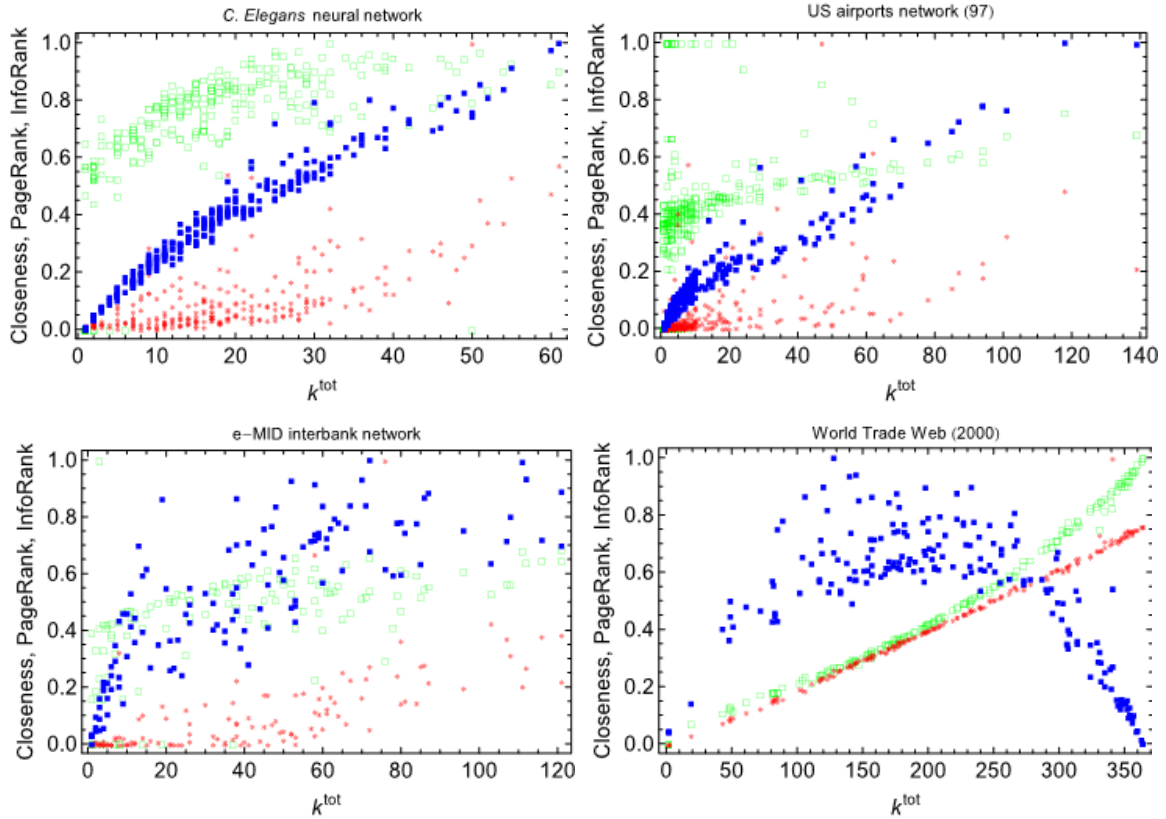 C. Elegans neural network
Closeness, PageRank, InfoRank
1.0
0.8
0.6
0.4
0.2
0.0
0 10 20 30 40 50 60
k^tot
US airports network (97)
Closeness, PageRank, InfoRank
1.0
0.8
0.6
0.4
0.2
0.0
0 20 40 60 80 100 120 140
k^tot
e−MID interbank network
Closeness, PageRank, InfoRank
1.0
0.8
0.6
0.4
0.2
0.0
0 20 40 60 80 100 120
k^tot
World Trade Web (2000)
Closeness, PageRank, InfoRank
1.0
0.8
0.6
0.4
0.2
0.0
0 50 100 150 200 250 300 350
k^tot